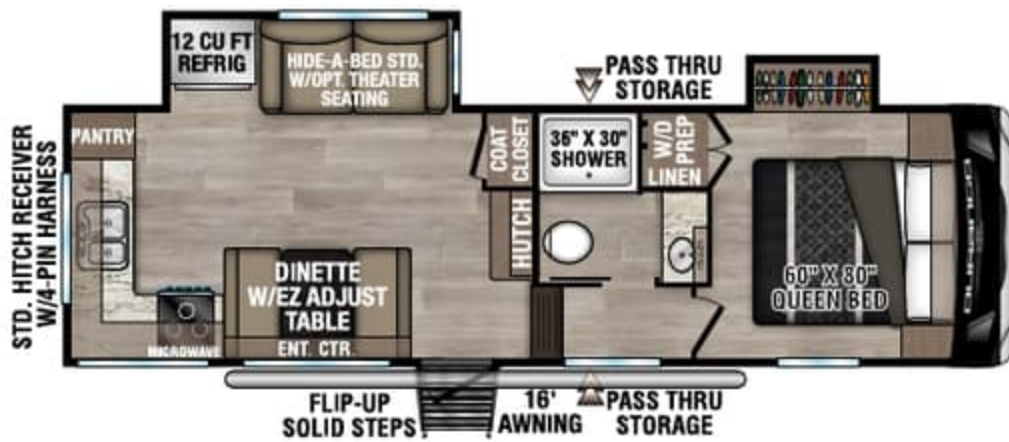 12 CU FT
REFRIG
HIDE-A-BED STD.
W/OPT. THEATER
SEATING
PASS THRU
STORAGE
PANTRY
COAT
CLOSET
36" X 30"
SHOWER
W/D
PREP
LINEN
STD. HITCH RECEIVER
W/4-PIN HARNESS
HUTCH
DINETTE
W/EZ ADJUST
TABLE
60" X 80"
QUEEN BED
DURANGO
MICROWAVE
ENT. CTR.
FLIP-UP
SOLID STEPS
16'
AWNING
PASS THRU
STORAGE